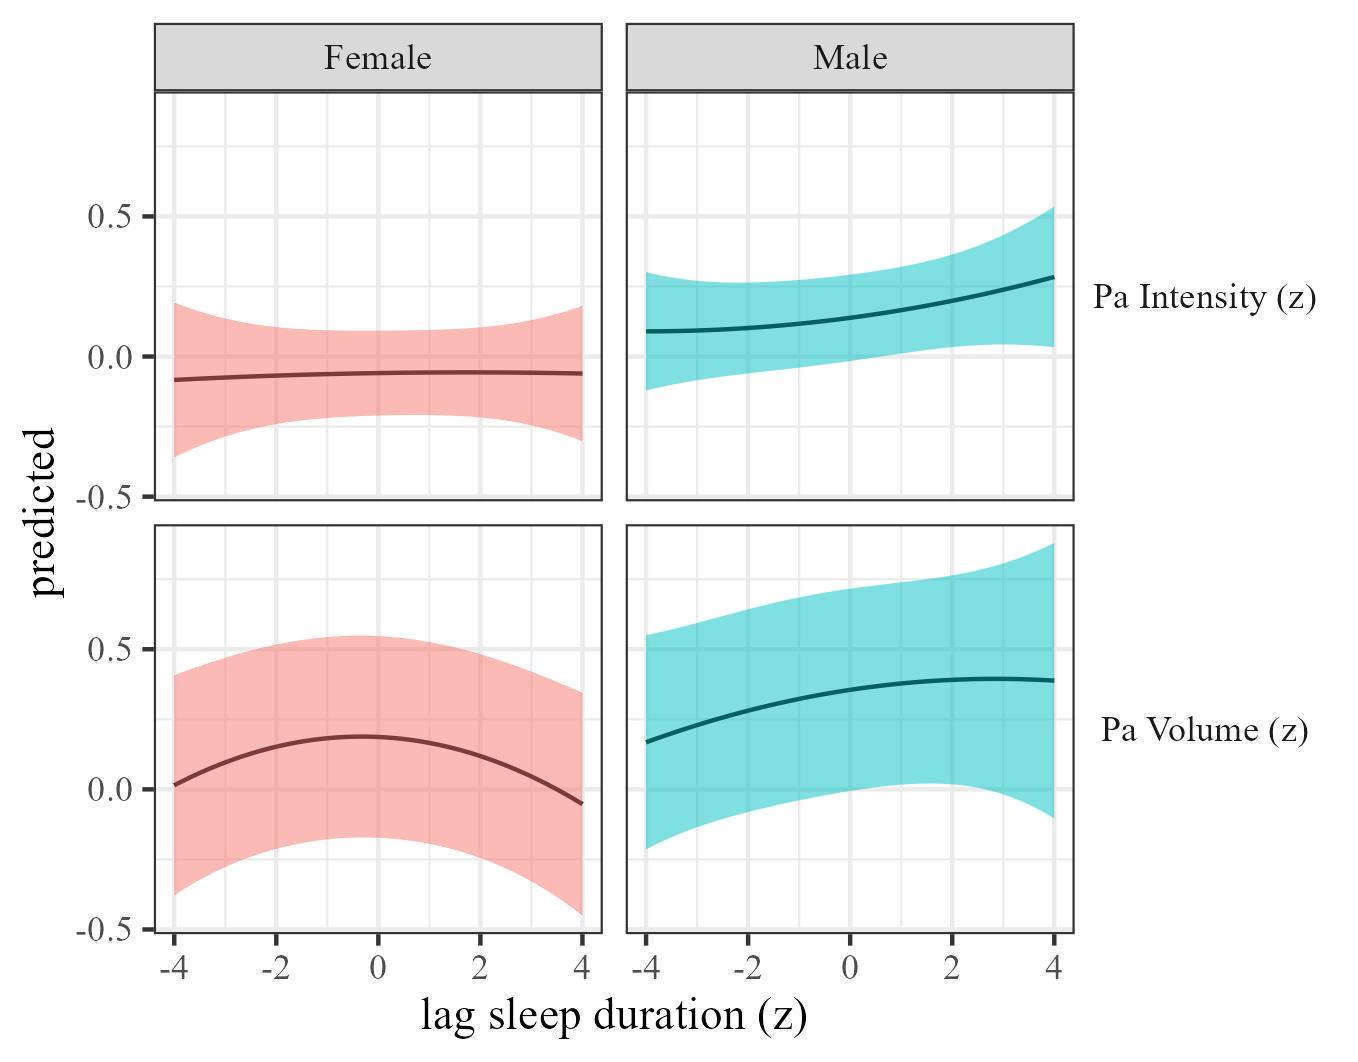 Female
Male
0.5
0.0
-0.5
Pa Intensity (z)
predicted
0.5
0.0
-0.5
Pa Volume (z)
-4 -2 0 2 4
-4 -2 0 2 4
lag sleep duration (z)